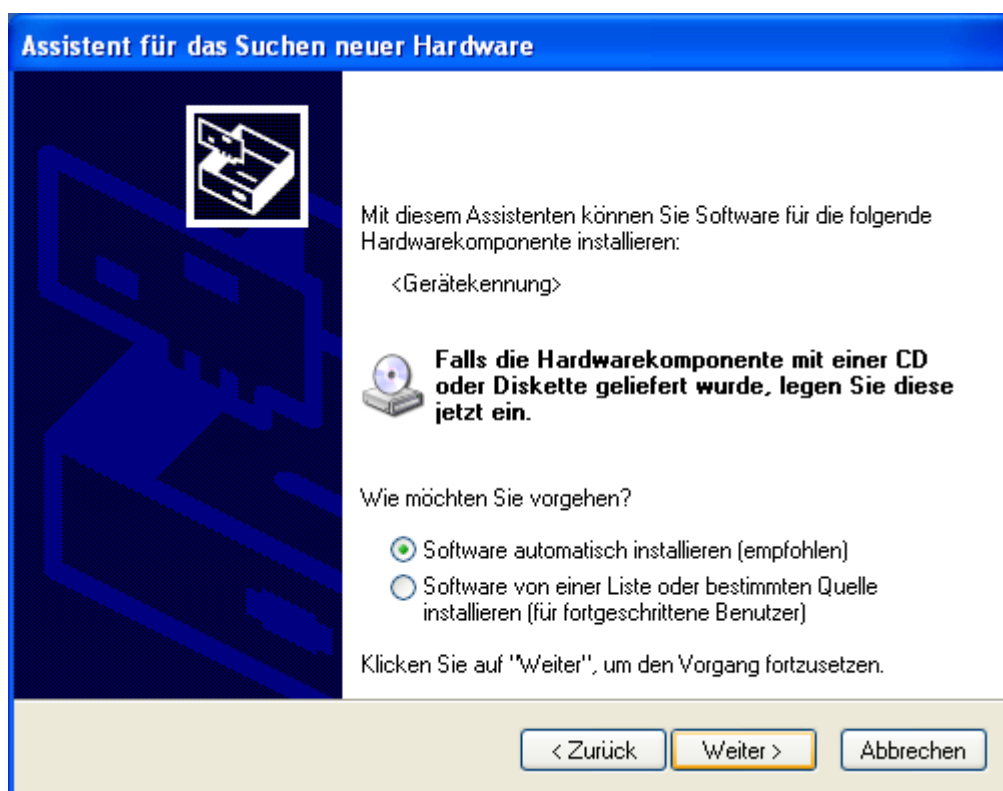 Assistent für das Suchen neuer Hardware
Mit diesem Assistenten können Sie Software für die folgende
Hardwarekomponente installieren:
<Gerätekennung>
Falls die Hardwarekomponente mit einer CD
oder Diskette geliefert wurde, legen Sie diese
jetzt ein.
Wie möchten Sie vorgehen?
Software automatisch installieren (empfohlen)
Software von einer Liste oder bestimmten Quelle
installieren (für fortgeschrittene Benutzer)
Klicken Sie auf "Weiter", um den Vorgang fortzusetzen.
< Zurück
Weiter >
Abbrechen